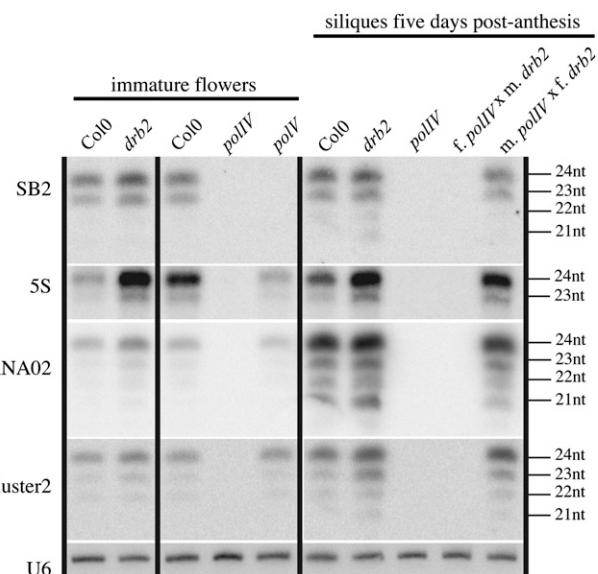 siliques five days post-anthesis
immature flowers
Col0 drb2 Col0 polIV polV Col0 drb2 polIV f. polIV x m. drb2 m. polIV x f. drb2
SB2
24nt
23nt
22nt
21nt
5S
24nt
23nt
NA02
24nt
23nt
22nt
21nt
uster2
24nt
23nt
22nt
21nt
U6